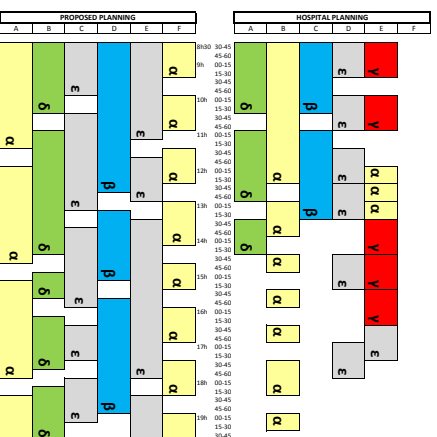 PROPOSED PLANNING HOSPITAL PLANNING
A B C D E F A B C D E F
8h30 30-45
45-60
9h 00-15
α 15-30 ε γ
ε 30-45
45-60
10h 00-15
δ 15-30 δ β
30-45
α 45-60 ε γ
ε 11h 00-15
α 15-30
30-45
45-60
12h 00-15
α 15-30 α ε α
β 30-45
ε 45-60 δ α
ε 13h 00-15
15-30 β ε α
30-45
α 45-60 α
14h 00-15
δ 15-30 δ
α 30-45
45-60 α
β 15h 00-15
α 15-30 ε γ
δ 30-45
ε 45-60 α
16h 00-15
15-30 γ
α 30-45
45-60 α
17h 00-15
ε 15-30 ε
δ 30-45
α 45-60 ε
18h 00-15
α 15-30 α
30-45
β 45-60
ε 19h 00-15
α 15-30 α
δ 30-45